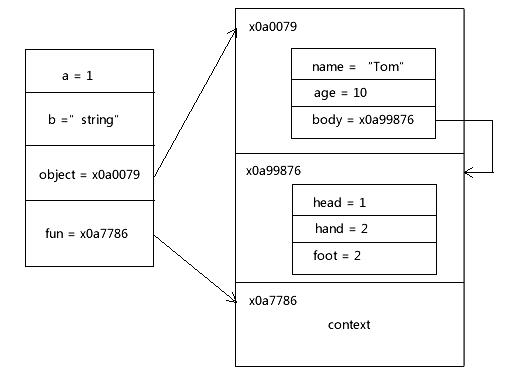 a = 1
b =" string"
object = x0a0079
fun = x0a7786
x0a0079
name = "Tom"
age = 10
body = x0a99876
x0a99876
head = 1
hand = 2
foot = 2
x0a7786
context